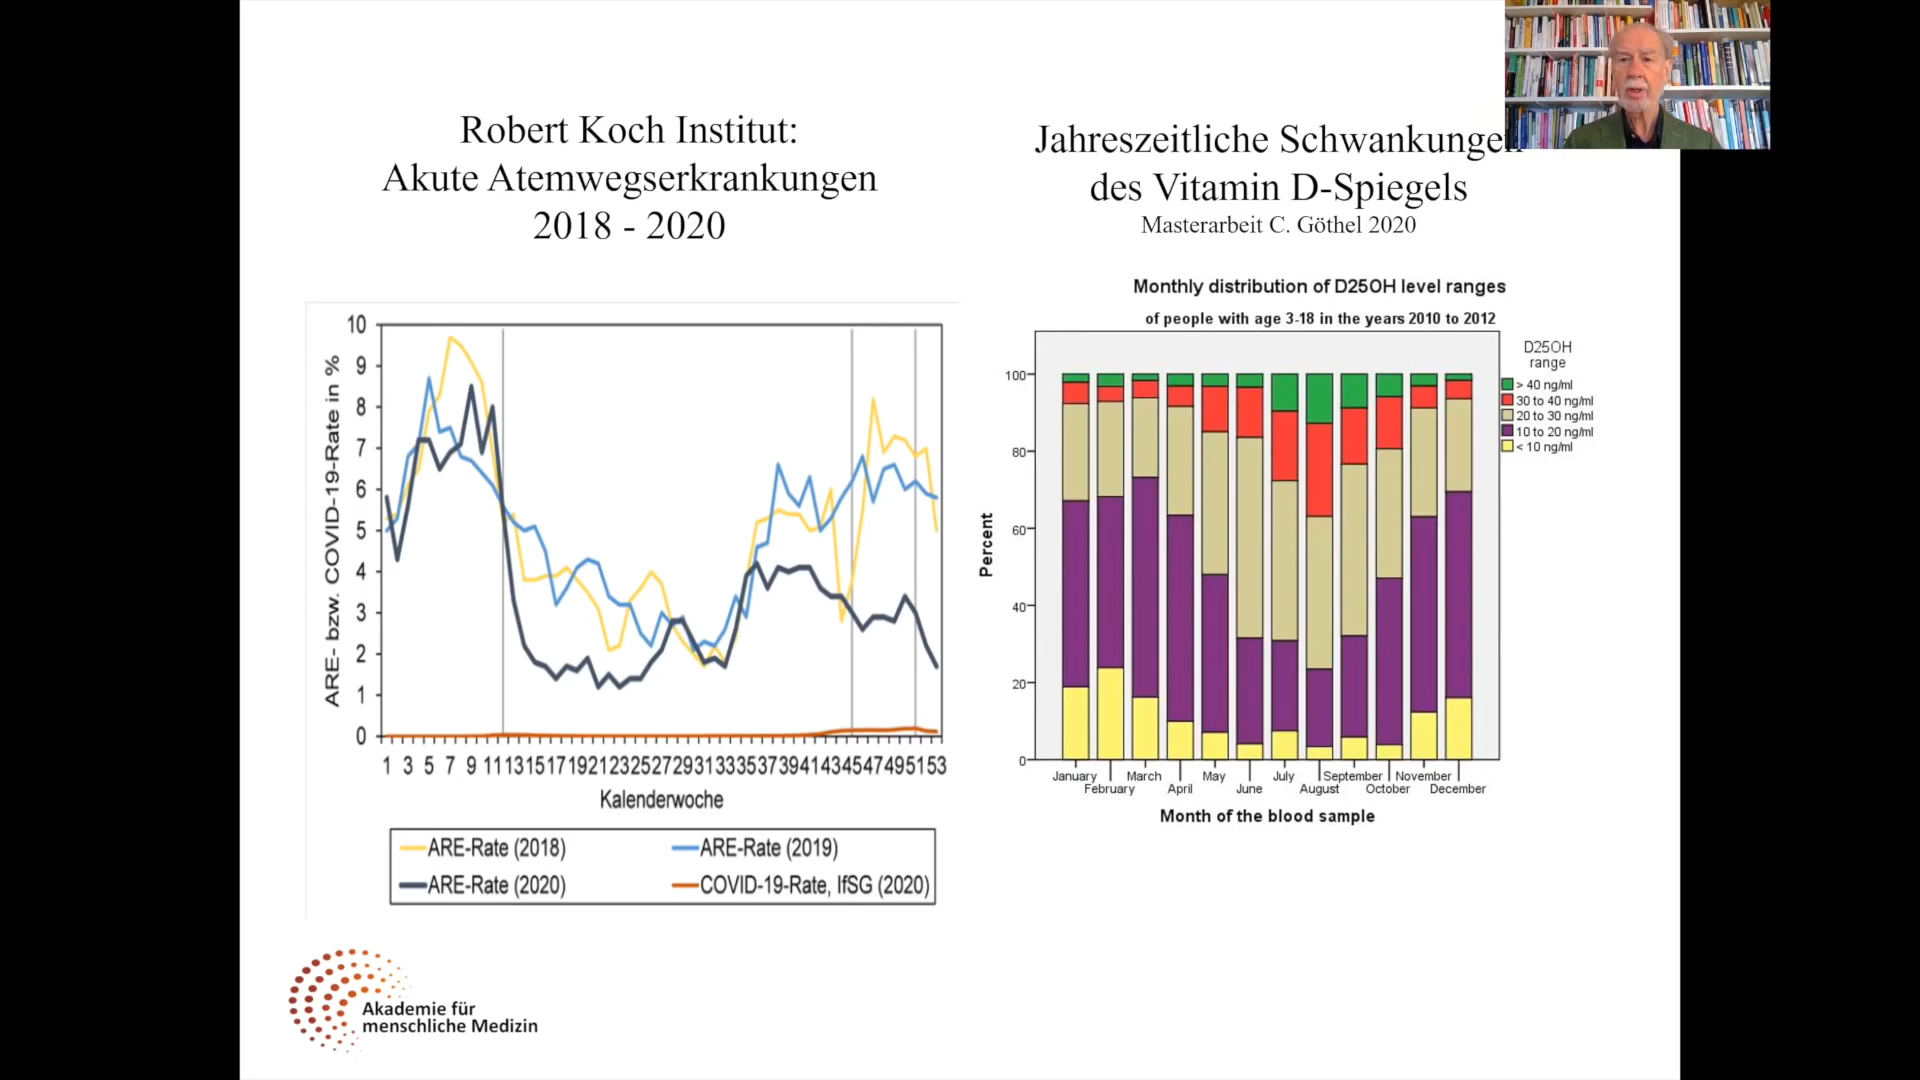 Robert Koch Institut:
Akute Atemwegserkrankungen
2018 - 2020
ARE- bzw. COVID-19-Rate in %
10
9
8
7
6
5
4
3
2
1
0
1 3 5 7 9 11 13 15 17 19 21 23 25 27 29 31 33 35 37 39 41 43 45 47 49 51 53
Kalenderwoche
ARE-Rate (2018)
ARE-Rate (2019)
ARE-Rate (2020)
COVID-19-Rate, IfSG (2020)
Jahreszeitliche Schwankungen
des Vitamin D-Spiegels
Masterarbeit C. Göthel 2020
Monthly distribution of D25OH level ranges
of people with age 3-18 in the years 2010 to 2012
Percent
100
80
60
40
20
0
January February March April May June July August September October November December
Month of the blood sample
D25OH
range
> 40 ng/ml
30 to 40 ng/ml
20 to 30 ng/ml
10 to 20 ng/ml
< 10 ng/ml
Akademie für
menschliche Medizin